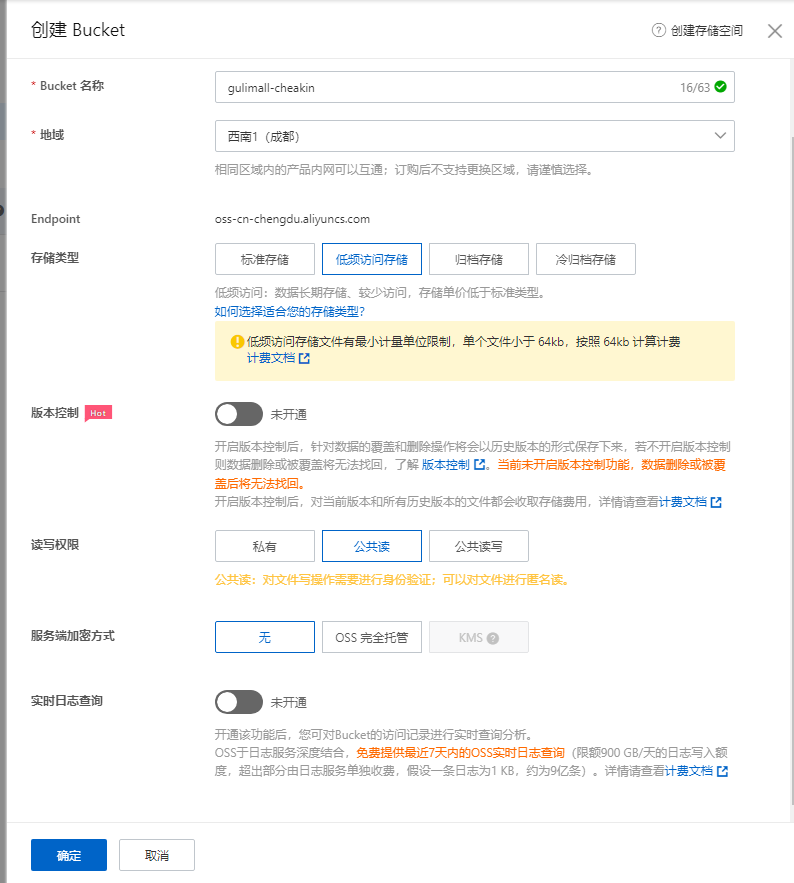 创建 Bucket
创建存储空间
* Bucket 名称
gulimall-cheakin
16/63
* 地域
西南1（成都）
相同区域内的产品内网可以互通；订购后不支持更换区域，请谨慎选择。
Endpoint
oss-cn-chengdu.aliyuncs.com
存储类型
标准存储
低频访问存储
归档存储
冷归档存储
低频访问：数据长期存储、较少访问，存储单价低于标准类型。
如何选择适合您的存储类型?
低频访问存储文件有最小计量单位限制，单个文件小于 64kb，按照 64kb 计算计费
计费文档
版本控制 Hot
未开通
开启版本控制后，针对数据的覆盖和删除操作将会以历史版本的形式保存下来，若不开启版本控制
则数据删除或被覆盖将无法找回，了解 版本控制。当前未开启版本控制功能，数据删除或被覆
盖后将无法找回。
开启版本控制后，对当前版本和所有历史版本的文件都会收取存储费用，详情请查看计费文档
读写权限
私有
公共读
公共读写
公共读：对文件写操作需要进行身份验证；可以对文件进行匿名读。
服务端加密方式
无
OSS 完全托管
KMS
实时日志查询
未开通
开通该功能后，您可对Bucket的访问记录进行实时查询分析。
OSS于日志服务深度结合，免费提供最近7天内的OSS实时日志查询（限额900 GB/天的日志写入额
度，超出部分由日志服务单独收费，假设一条日志为1 KB，约为9亿条）。详情请查看计费文档
确定
取消